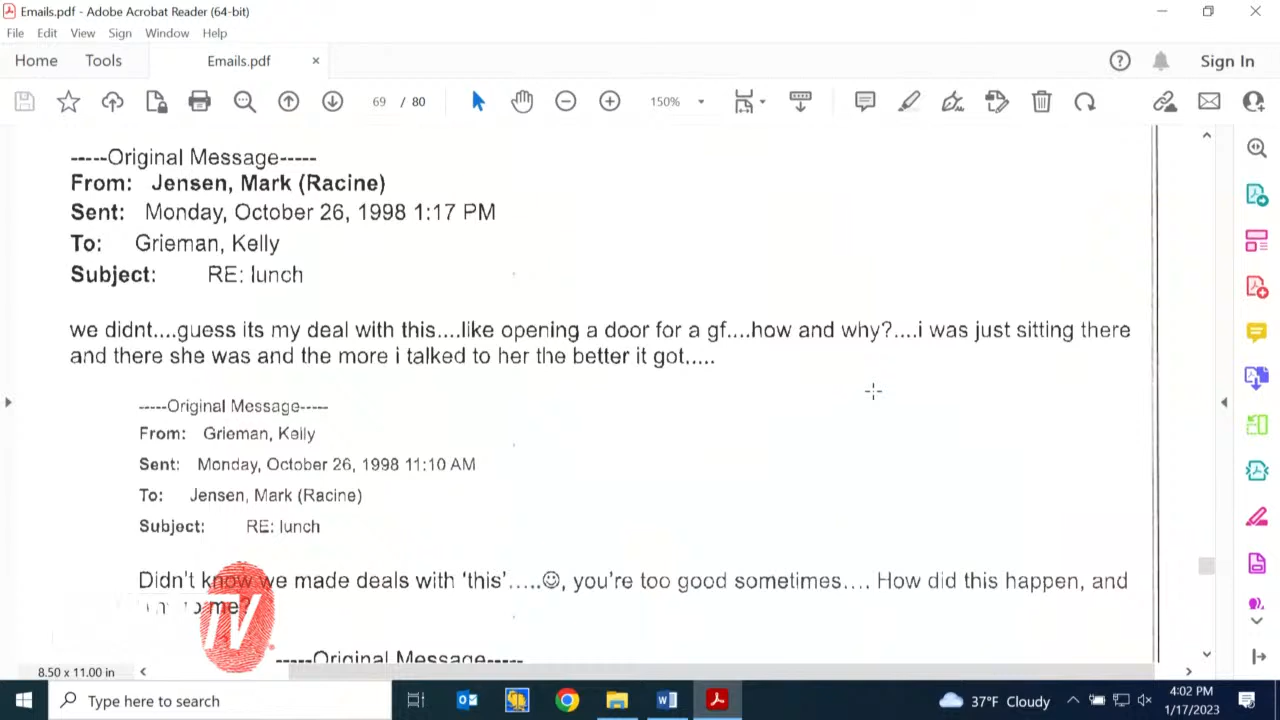 Emails.pdf - Adobe Acrobat Reader (64-bit)
File Edit View Sign Window Help
Home Tools Emails.pdf × Sign In
69 / 80 150%
-----Original Message-----
From: Jensen, Mark (Racine)
Sent: Monday, October 26, 1998 1:17 PM
To: Grieman, Kelly
Subject: RE: lunch
we didnt....guess its my deal with this....like opening a door for a gf....how and why?....i was just sitting there
and there she was and the more i talked to her the better it got.....
-----Original Message-----
From: Grieman, Kelly
Sent: Monday, October 26, 1998 11:10 AM
To: Jensen, Mark (Racine)
Subject: RE: lunch
Didn't know we made deals with 'this'.....☺, you're too good sometimes.... How did this happen, and
me?
TV
-----Original Message-----
8.50 x 11.00 in
Type here to search
37°F Cloudy
4:02 PM
1/17/2023